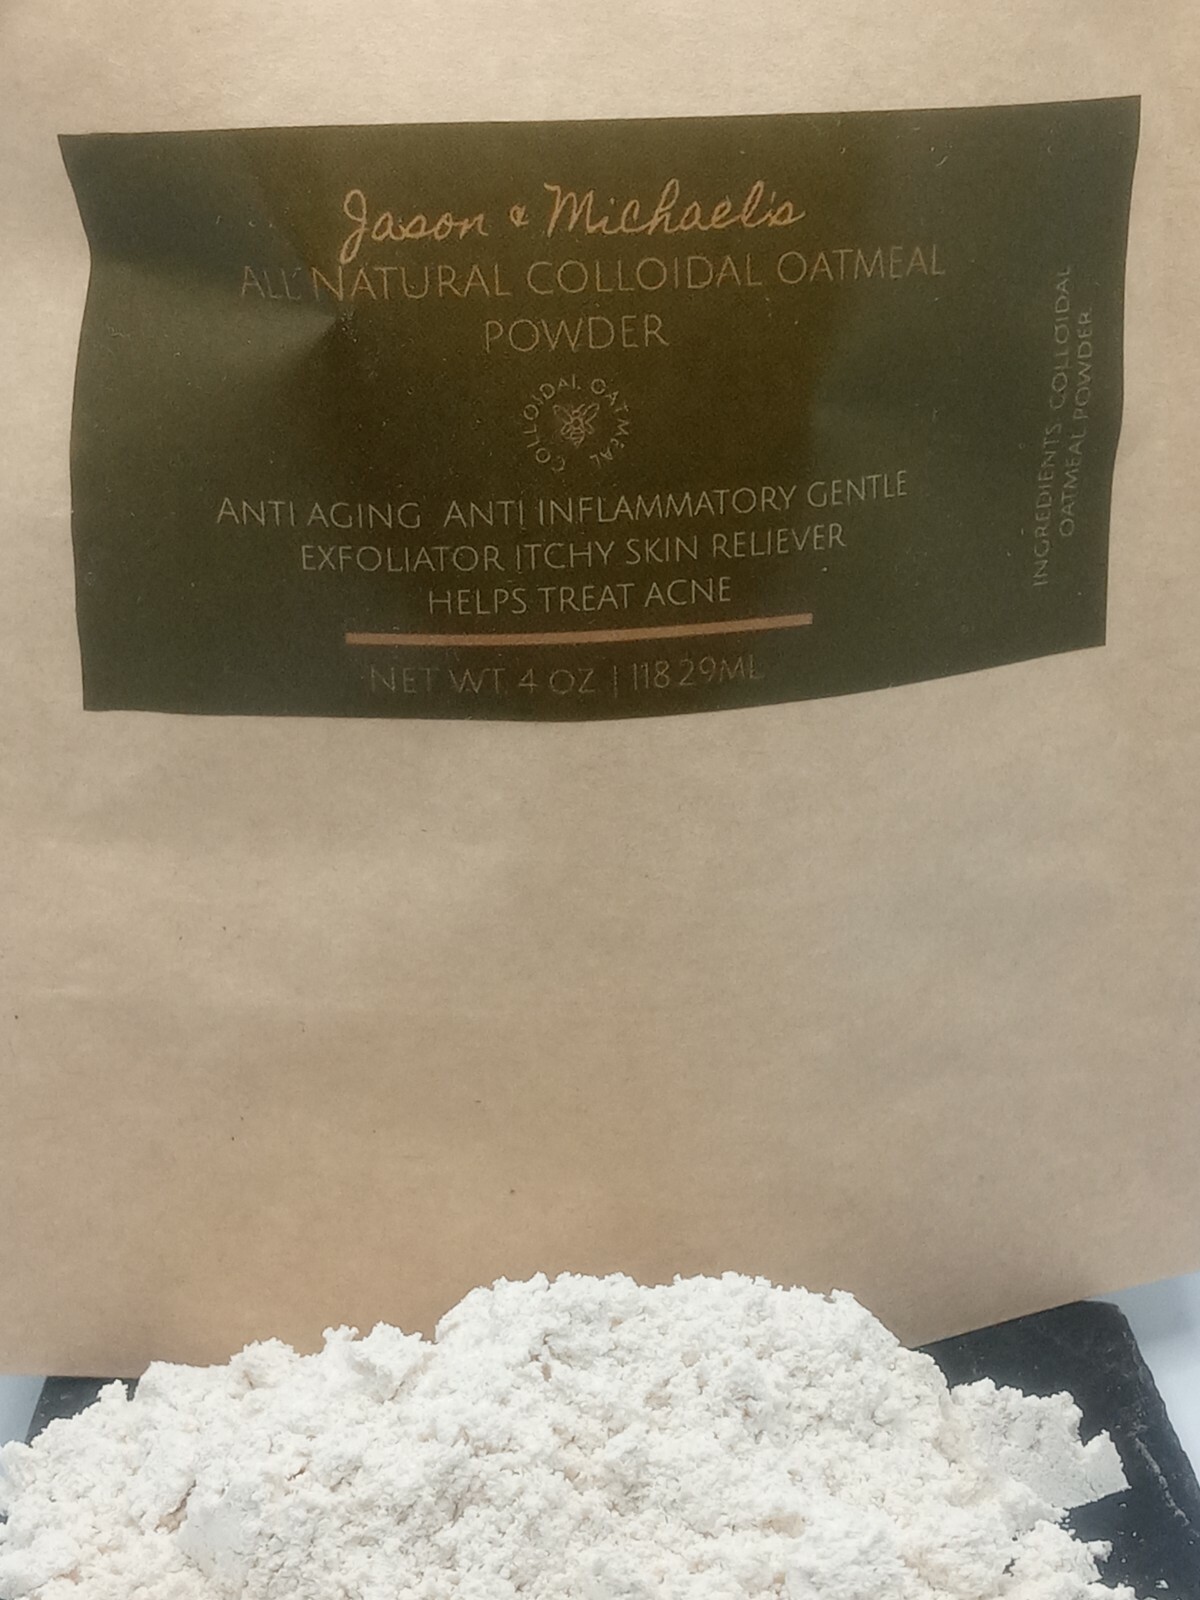 Jason & Michael's
ALL NATURAL COLLOIDAL OATMEAL
POWDER
COLLOIDAL OATMEAL
ANTI AGING ANTI INFLAMMATORY GENTLE
EXFOLIATOR ITCHY SKIN RELIEVER
HELPS TREAT ACNE
NET WT. 4 OZ | 118.29ML
INGREDIENTS: COLLOIDAL
OATMEAL POWDER.